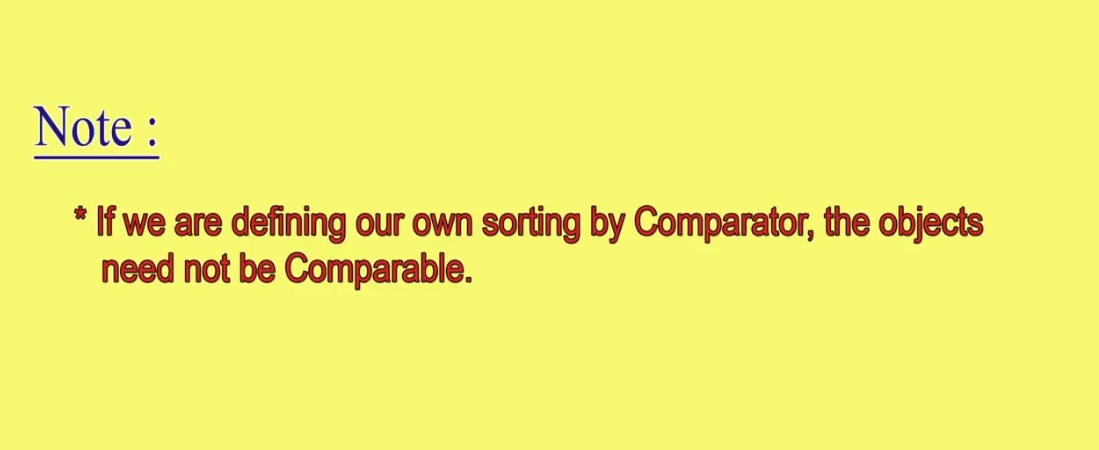 Note :
* If we are defining our own sorting by Comparator, the objects
need not be Comparable.